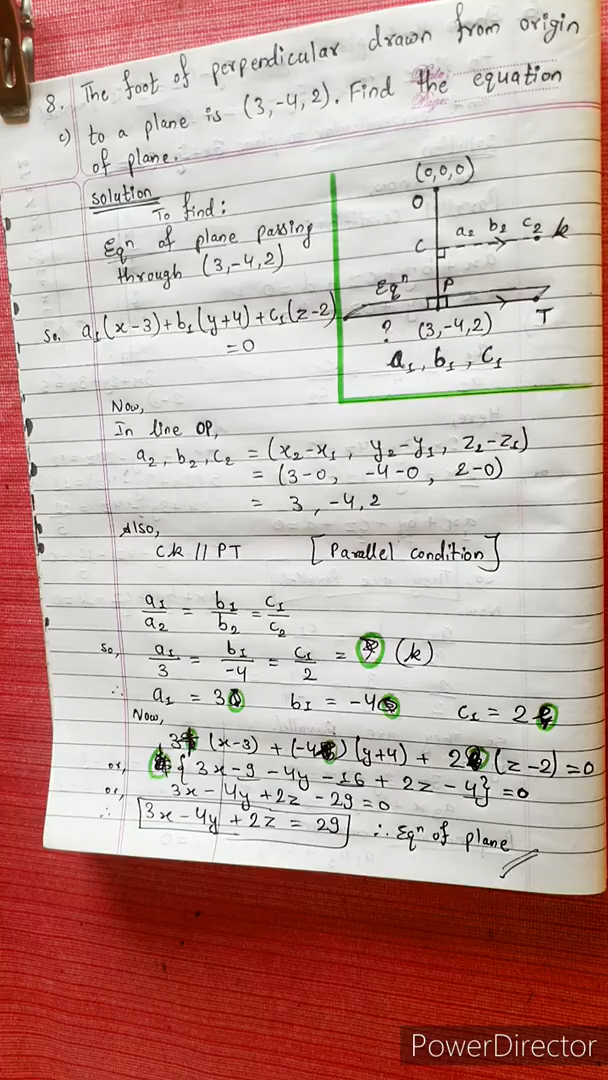 8. The foot of perpendicular drawn from origin
c) to a plane is (3,-4,2). Find the equation
of plane.
solution
To find:
Eqⁿ of plane passing
through (3,-4,2)
So, a₁(x-3)+b₁(y+4)+c₁(z-2)
=0
(0,0,0)
O
C a₂ b₂ c₂ k
Eqⁿ P
? (3,-4,2) T
a₁, b₁, c₁
Now,
In line OP,
a₂, b₂, c₂ = (x₂-x₁, y₂-y₁, z₂-z₁)
= (3-0, -4-0, 2-0)
= 3, -4, 2
Also,
Ck // PT [Parallel condition]
a₁/a₂ = b₁/b₂ = c₁/c₂
so, a₁/3 = b₁/-4 = c₁/2 = (k)
∴ a₁ = 3 b₁ = -4 c₁ = 2
Now,
3 (x-3) + (-4 ) (y+4) + 2 (z-2) =0
or, { 3x-9-4y-16+2z-4} =0
or, 3x-4y+2z-29=0
∴ 3x-4y+2z = 29 ∴ Eqⁿ of plane
PowerDirector